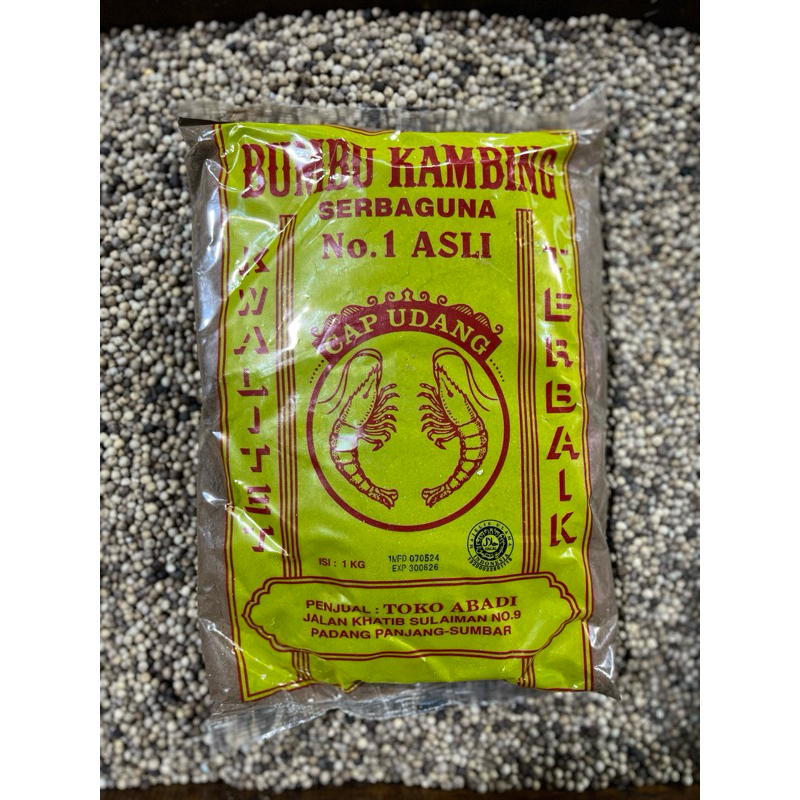 BUMBU KAMBING
SERBAGUNA
No.1 ASLI
KWALITET
TERBAIK
CAP UDANG
ISI : 1 KG
MFD 070524
EXP 300626
INDONESIA
PENJUAL : TOKO ABADI
JALAN KHATIB SULAIMAN NO.9
PADANG PANJANG-SUMBAR